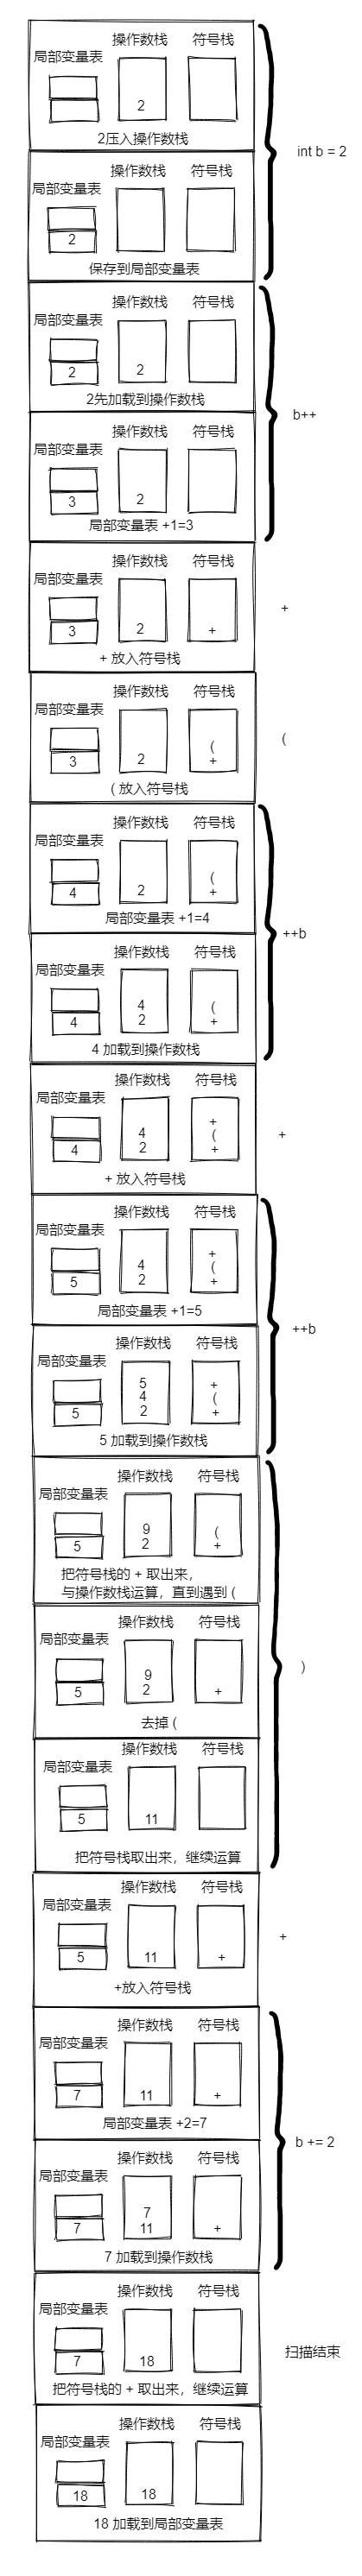 操作数栈 符号栈
局部变量表
2
2压入操作数栈
int b = 2
操作数栈 符号栈
局部变量表
2
保存到局部变量表
操作数栈 符号栈
局部变量表
2 2
2先加载到操作数栈
b++
操作数栈 符号栈
局部变量表
3 2
局部变量表 +1=3
操作数栈 符号栈
局部变量表
+
3 2 +
+ 放入符号栈
操作数栈 符号栈
局部变量表
(
(
3 2 +
( 放入符号栈
操作数栈 符号栈
局部变量表
(
4 2 +
局部变量表 +1=4
++b
操作数栈 符号栈
局部变量表
4 (
4 2 +
4 加载到操作数栈
操作数栈 符号栈
局部变量表
+
4 ( +
4 2 +
+ 放入符号栈
操作数栈 符号栈
局部变量表
+
4 (
5 2 +
局部变量表 +1=5
++b
操作数栈 符号栈
局部变量表
5 +
4 (
5 2 +
5 加载到操作数栈
操作数栈 符号栈
局部变量表
9 (
5 2 +
把符号栈的 + 取出来，
与操作数栈运算，直到遇到 (
操作数栈 符号栈
局部变量表
)
9
5 2 +
去掉 (
操作数栈 符号栈
局部变量表
5 11
把符号栈取出来，继续运算
操作数栈 符号栈
局部变量表
+
5 11 +
+放入符号栈
操作数栈 符号栈
局部变量表
7 11 +
局部变量表 +2=7
b += 2
操作数栈 符号栈
局部变量表
7
7 11 +
7 加载到操作数栈
操作数栈 符号栈
局部变量表
扫描结束
7 18
把符号栈的 + 取出来，继续运算
操作数栈 符号栈
局部变量表
18 18
18 加载到局部变量表